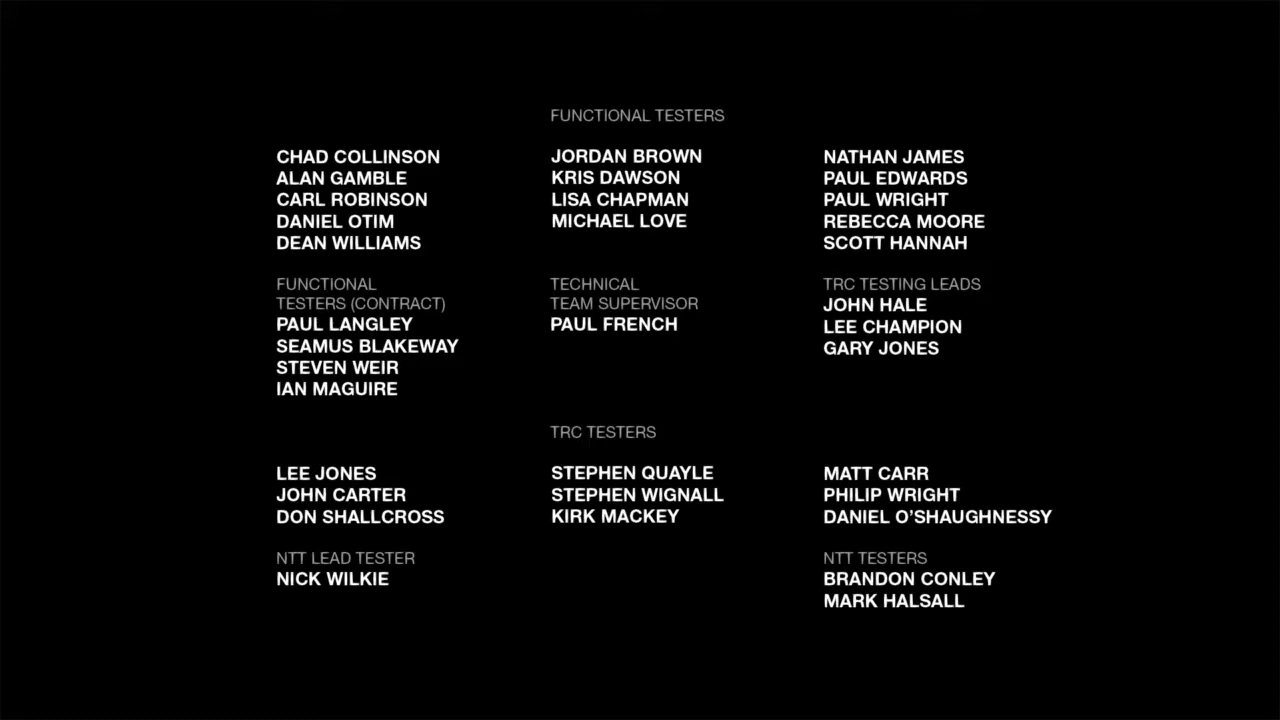 FUNCTIONAL TESTERS
CHAD COLLINSON
ALAN GAMBLE
CARL ROBINSON
DANIEL OTIM
DEAN WILLIAMS
JORDAN BROWN
KRIS DAWSON
LISA CHAPMAN
MICHAEL LOVE
NATHAN JAMES
PAUL EDWARDS
PAUL WRIGHT
REBECCA MOORE
SCOTT HANNAH
FUNCTIONAL
TESTERS (CONTRACT)
PAUL LANGLEY
SEAMUS BLAKEWAY
STEVEN WEIR
IAN MAGUIRE
TECHNICAL
TEAM SUPERVISOR
PAUL FRENCH
TRC TESTING LEADS
JOHN HALE
LEE CHAMPION
GARY JONES
TRC TESTERS
LEE JONES
JOHN CARTER
DON SHALLCROSS
STEPHEN QUAYLE
STEPHEN WIGNALL
KIRK MACKEY
MATT CARR
PHILIP WRIGHT
DANIEL O'SHAUGHNESSY
NTT LEAD TESTER
NICK WILKIE
NTT TESTERS
BRANDON CONLEY
MARK HALSALL